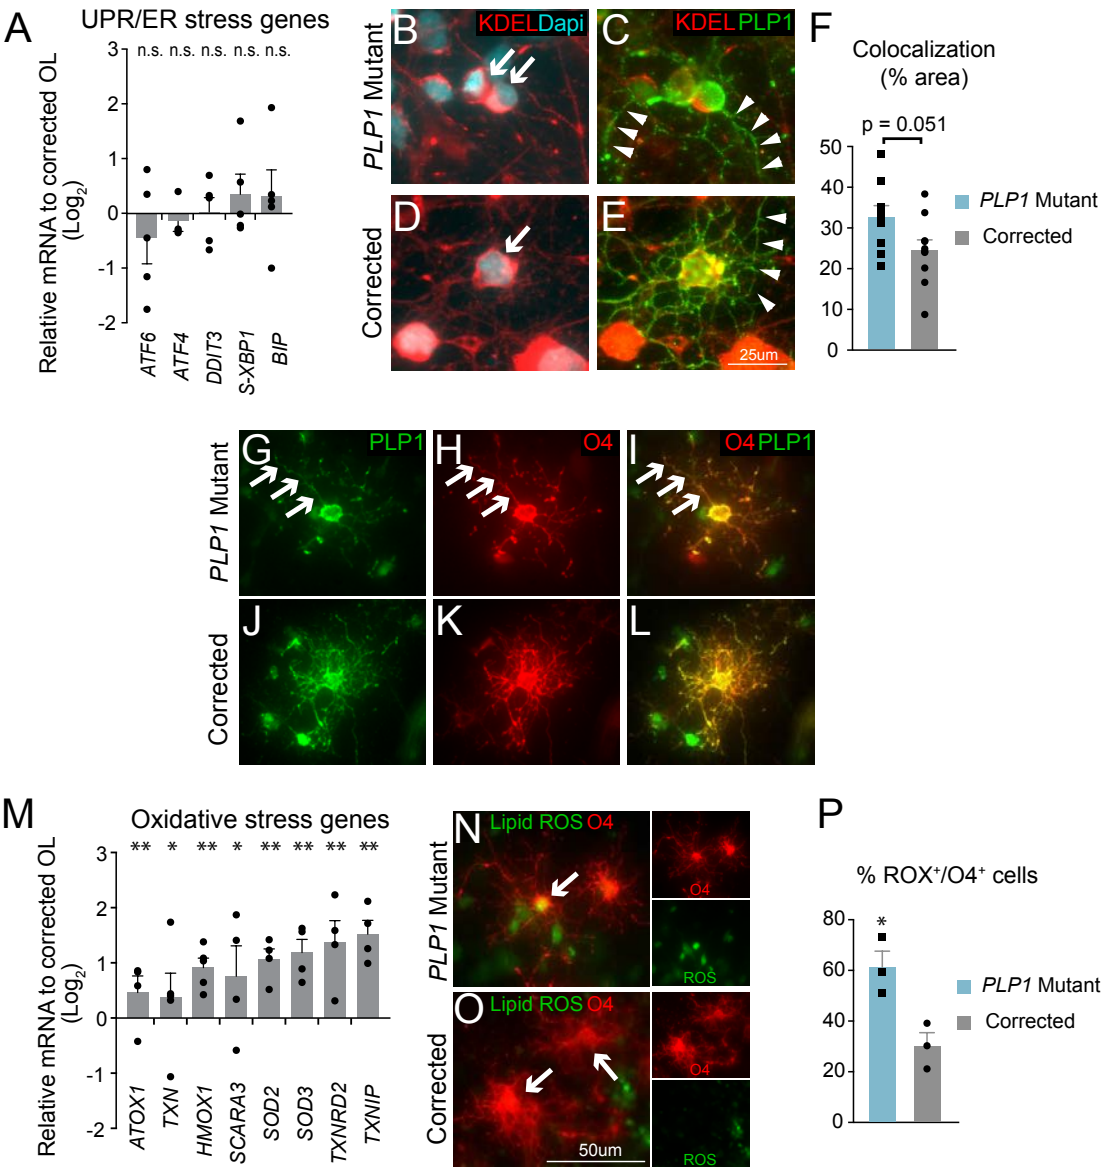 A
UPR/ER stress genes
n.s. n.s. n.s. n.s. n.s.
Relative mRNA to corrected OL
(Log2)
3
2
1
0
-1
-2
ATF6
ATF4
DDIT3
S-XBP1
BIP
PLP1 Mutant
Corrected
B
KDEL Dapi
C
KDEL PLP1
D
E
25um
F
Colocalization
(% area)
p = 0.051
50
40
30
20
10
0
PLP1 Mutant
Corrected
PLP1 Mutant
Corrected
G
PLP1
H
O4
I
O4 PLP1
J
K
L
M
Oxidative stress genes
** * ** * ** ** ** **
Relative mRNA to corrected OL
(Log2)
3
2
1
0
-1
-2
ATOX1
TXN
HMOX1
SCARA3
SOD2
SOD3
TXNRD2
TXNIP
PLP1 Mutant
Corrected
N
Lipid ROS O4
O4
ROS
O
Lipid ROS O4
50um
O4
ROS
P
% ROX+/O4+ cells
80
60
40
20
0
*
PLP1 Mutant
Corrected